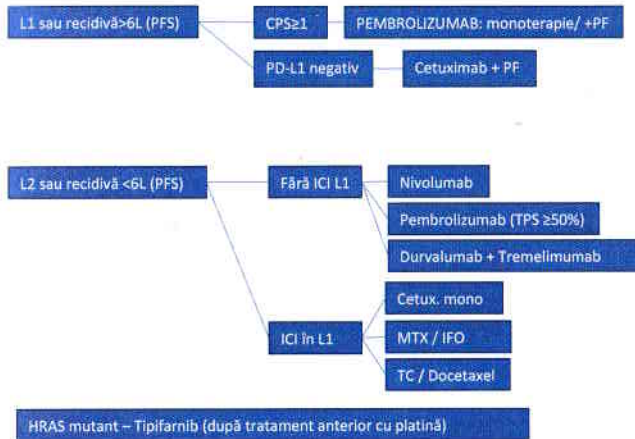 L1 sau recidivă>6L (PFS)
CPS≥1
PEMBROLIZUMAB: monoterapie/ +PF
PD-L1 negativ
Cetuximab + PF
L2 sau recidivă <6L (PFS)
Fără ICI L1
Nivolumab
Pembrolizumab (TPS ≥50%)
Durvalumab + Tremelimumab
ICI în L1
Cetux. mono
MTX / IFO
TC / Docetaxel
HRAS mutant – Tipifarnib (după tratament anterior cu platină)